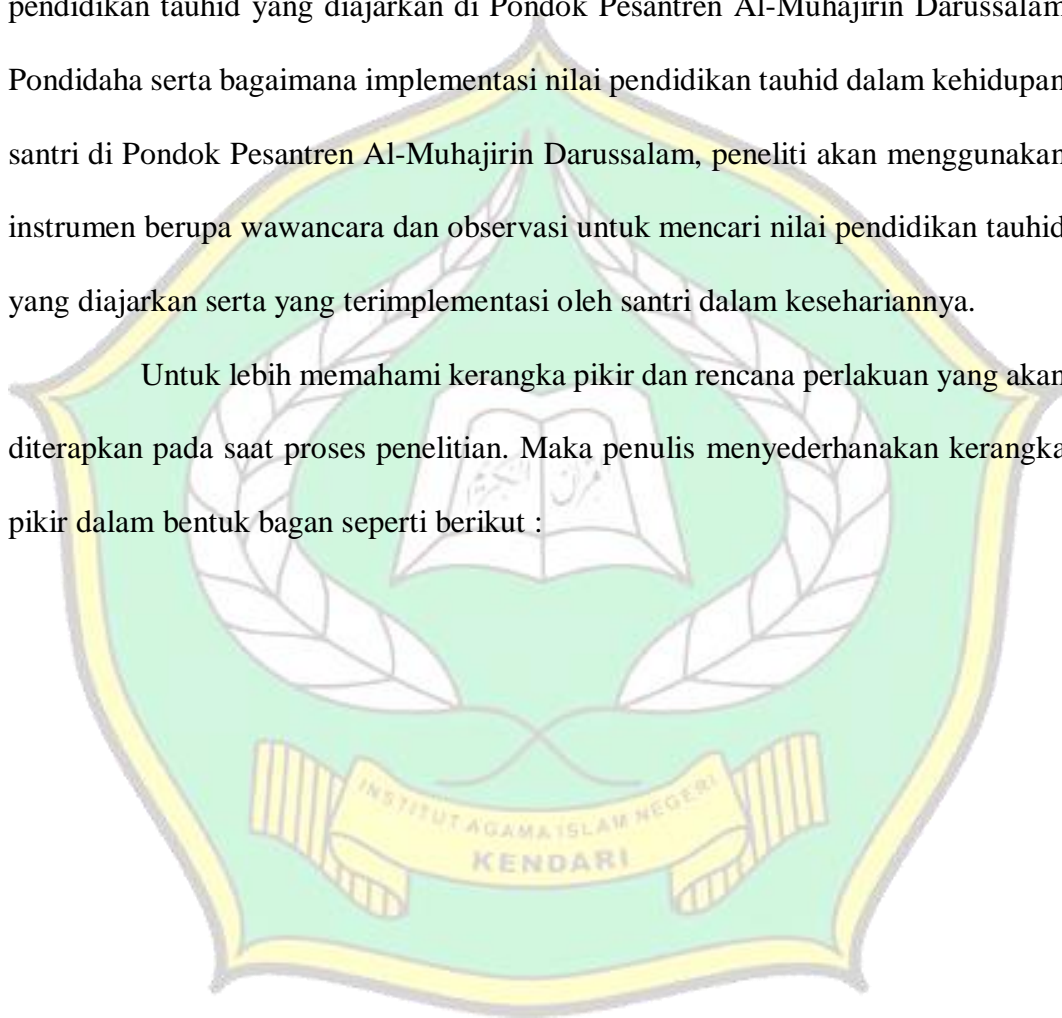 pendidikan tauhid yang diajarkan di Pondok Pesantren Al-Muhajirin Darussalam
Pondidaha serta bagaimana implementasi nilai pendidikan tauhid dalam kehidupan
santri di Pondok Pesantren Al-Muhajirin Darussalam, peneliti akan menggunakan
instrumen berupa wawancara dan observasi untuk mencari nilai pendidikan tauhid
yang diajarkan serta yang terimplementasi oleh santri dalam kesehariannya.
Untuk lebih memahami kerangka pikir dan rencana perlakuan yang akan
diterapkan pada saat proses penelitian. Maka penulis menyederhanakan kerangka
pikir dalam bentuk bagan seperti berikut :
INSTITUT AGAMA ISLAM NEGERI
KENDARI